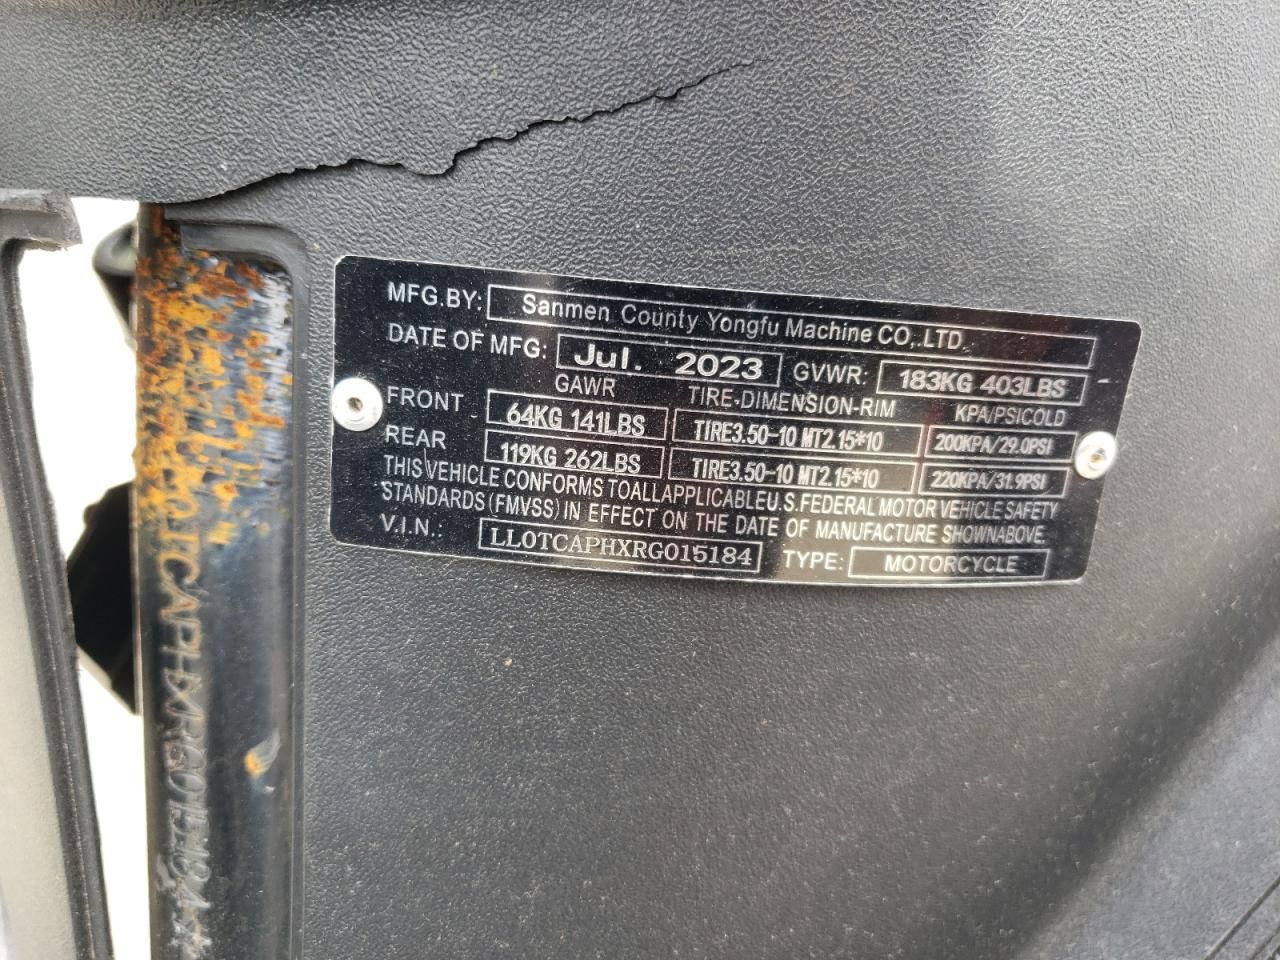 MFG.BY: Sanmen County Yongfu Machine CO,.LTD.
DATE OF MFG: Jul. 2023 GVWR: 183KG 403LBS
GAWR TIRE-DIMENSION-RIM KPA/PSICOLD
FRONT 64KG 141LBS TIRE3.50-10 MT2.15*10 200KPA/29.0PSI
REAR 119KG 262LBS TIRE3.50-10 MT2.15*10 220KPA/31.9PSI
THIS VEHICLE CONFORMS TOALLAPPLICABLEU.S.FEDERAL MOTOR VEHICLE SAFETY
STANDARDS (FMVSS) IN EFFECT ON THE DATE OF MANUFACTURE SHOWNABOVE.
V.I.N.: LL0TCAPHXRG015184 TYPE: MOTORCYCLE
TCAPHXRG015184